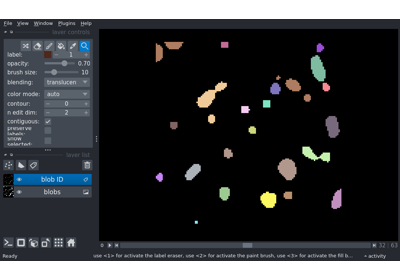 File View Window Plugins Help
layer controls
label: 1
opacity: 0.70
brush size: 10
blending: translucen
color mode: auto
contour: 0
n edit dim: 2
contiguous: ✓
preserve labels:
show selected:
layer list
blob ID
blobs
32 63
Ready use <1> for activate the label eraser, use <2> for activate the paint brush, use <3> for activate the fill b... activity